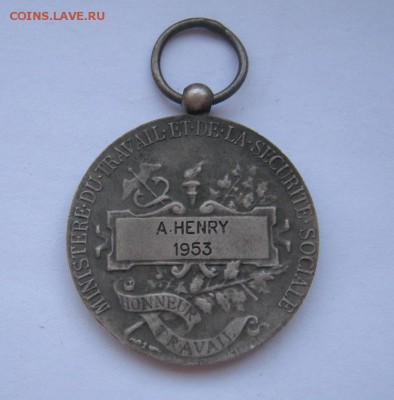 COINS.LAVE.RU
MINISTERE·DU·TRAVAIL·ET·DE·LA·SECURITE SOCIALE
A.HENRY
1953
HONNEUR
TRAVAIL